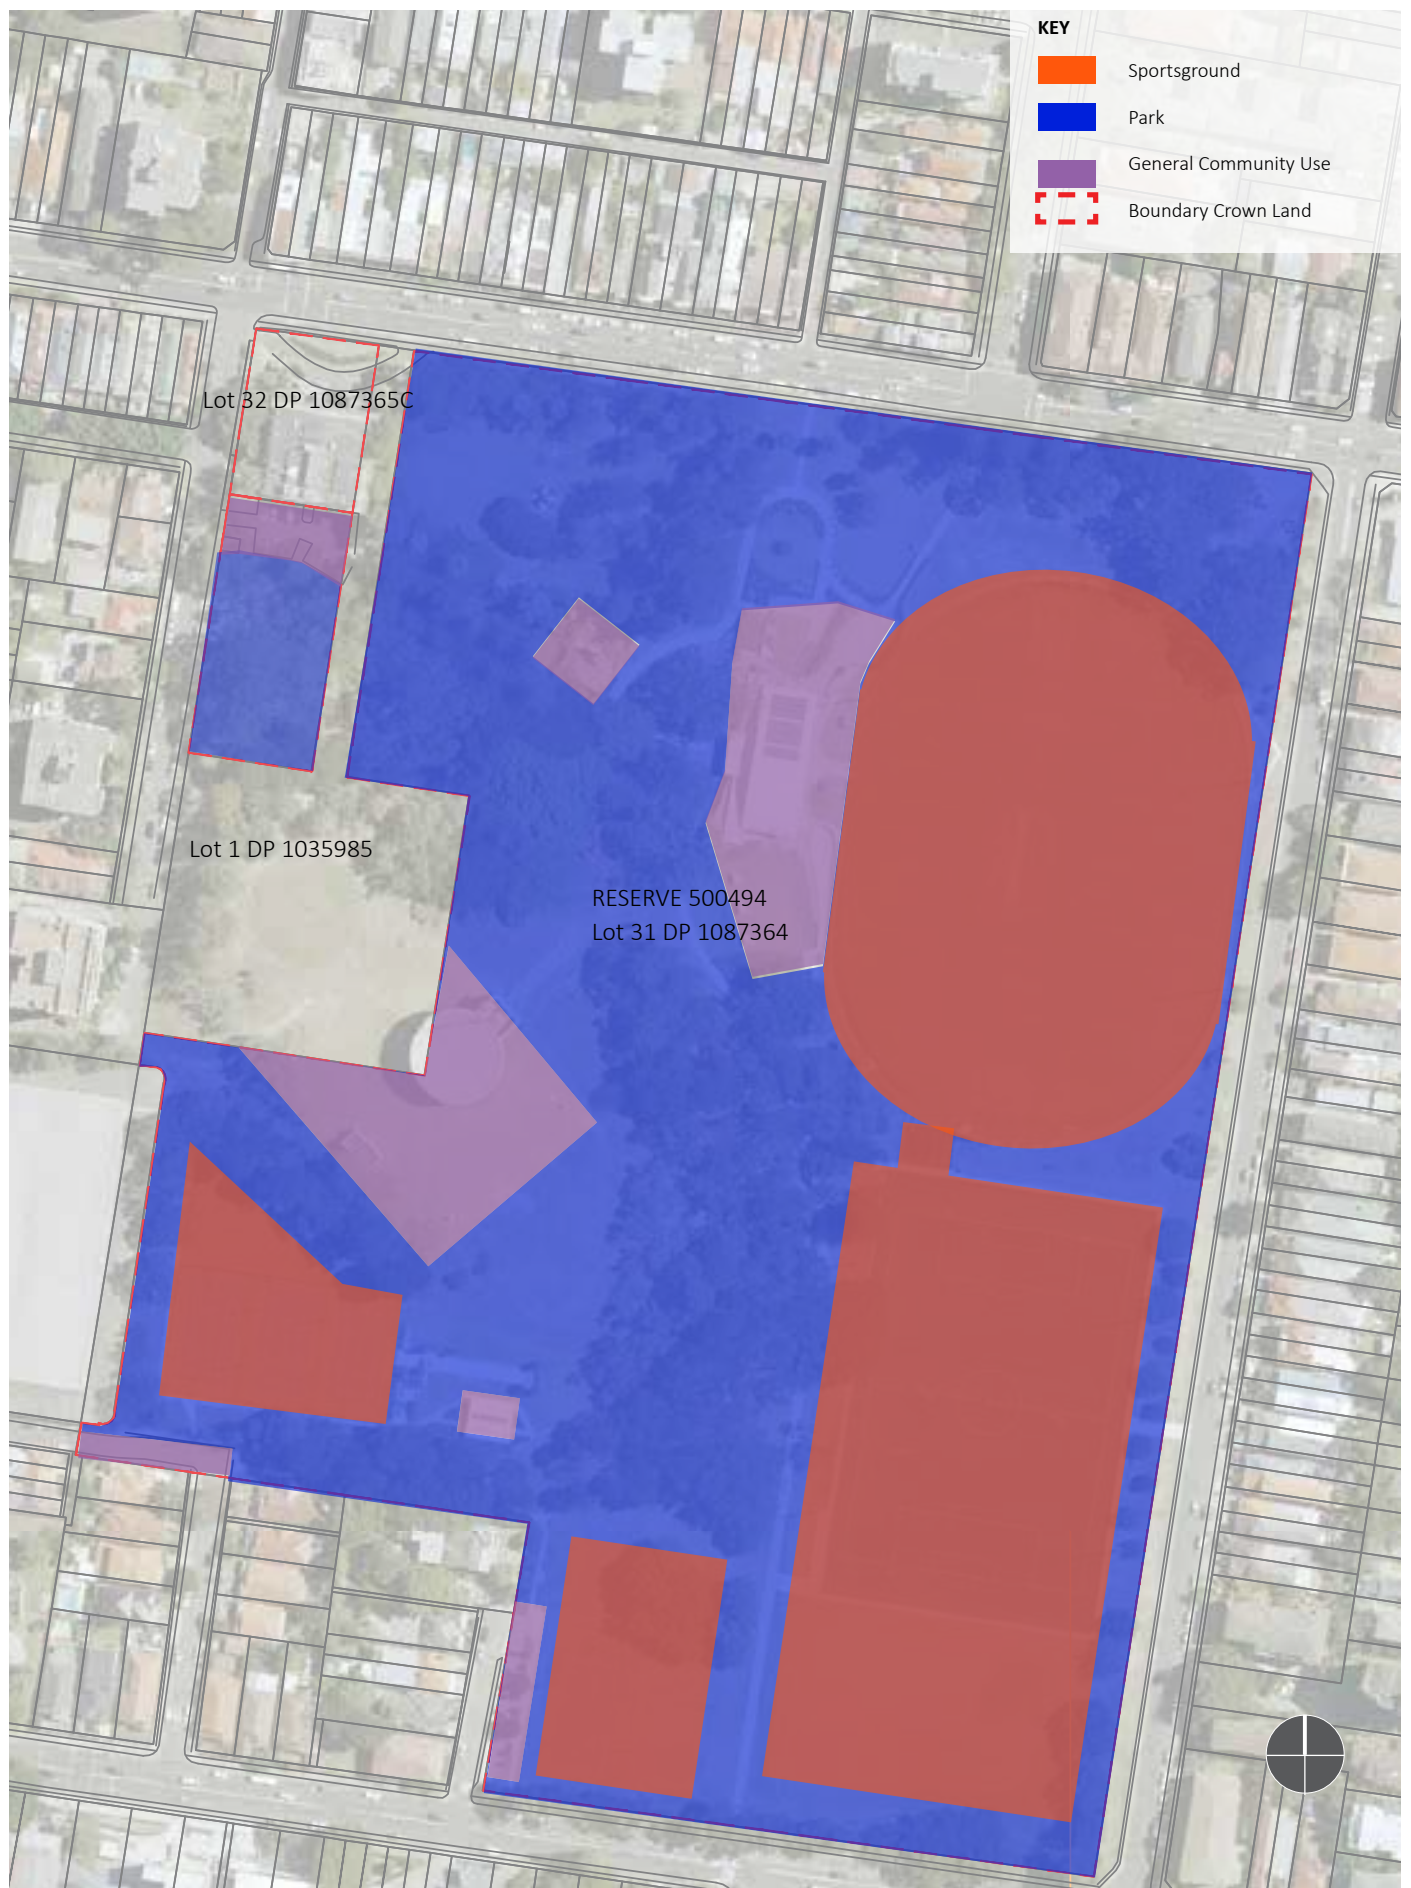 KEY
Sportsground
Park
General Community Use
Boundary Crown Land
Lot 32 DP 1087365C
Lot 1 DP 1035985
RESERVE 500494
Lot 31 DP 1087364